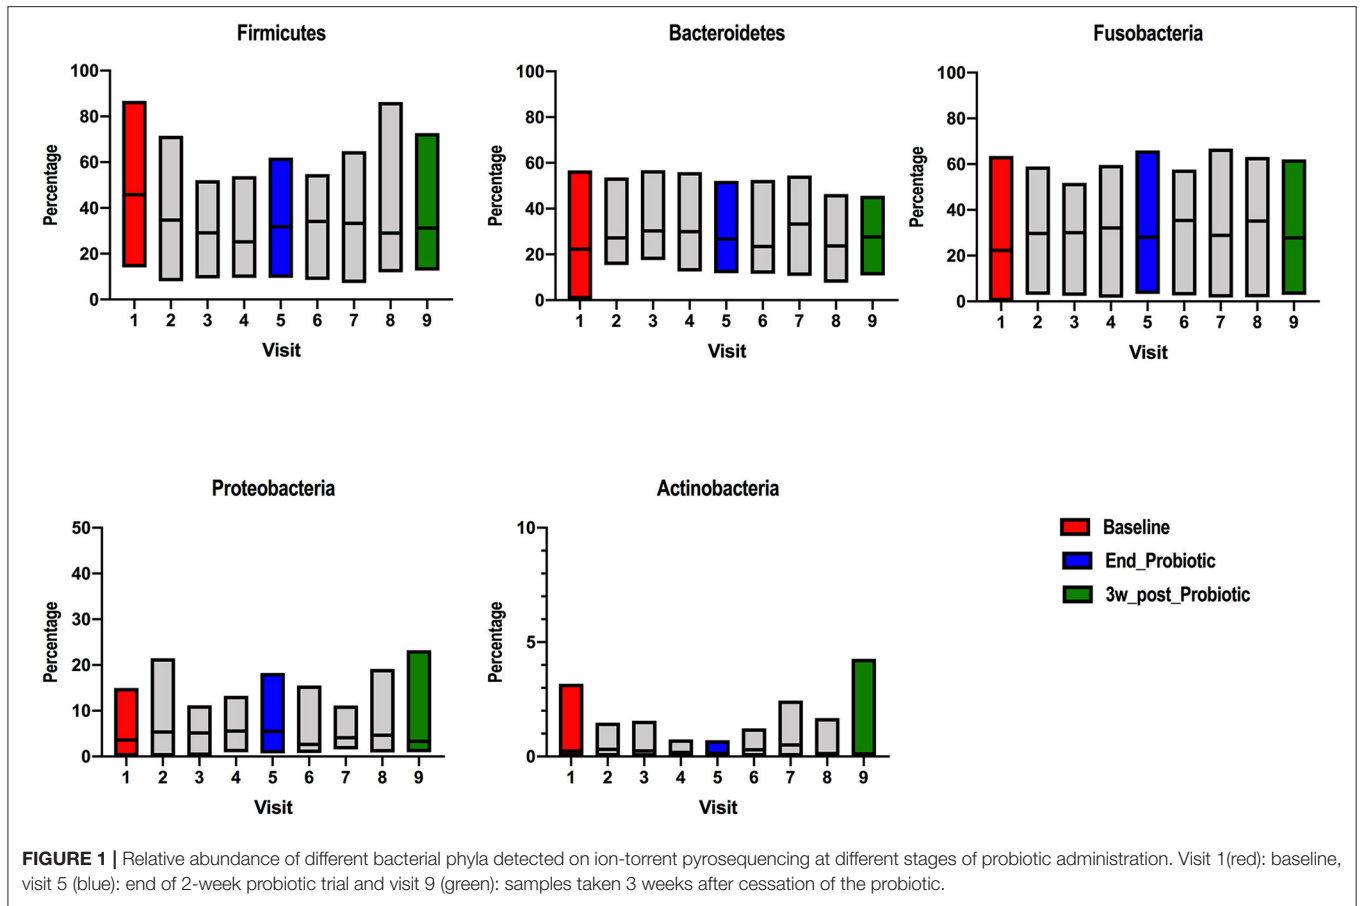 Firmicutes
Percentage
100
80
60
40
20
0
1 2 3 4 5 6 7 8 9
Visit
Bacteroidetes
Percentage
100
80
60
40
20
0
1 2 3 4 5 6 7 8 9
Visit
Fusobacteria
Percentage
100
80
60
40
20
0
1 2 3 4 5 6 7 8 9
Visit
Proteobacteria
Percentage
50
40
30
20
10
0
1 2 3 4 5 6 7 8 9
Visit
Actinobacteria
Percentage
10
5
0
1 2 3 4 5 6 7 8 9
Visit
Baseline
End_Probiotic
3w_post_Probiotic
FIGURE 1 | Relative abundance of different bacterial phyla detected on ion-torrent pyrosequencing at different stages of probiotic administration. Visit 1(red): baseline,
visit 5 (blue): end of 2-week probiotic trial and visit 9 (green): samples taken 3 weeks after cessation of the probiotic.